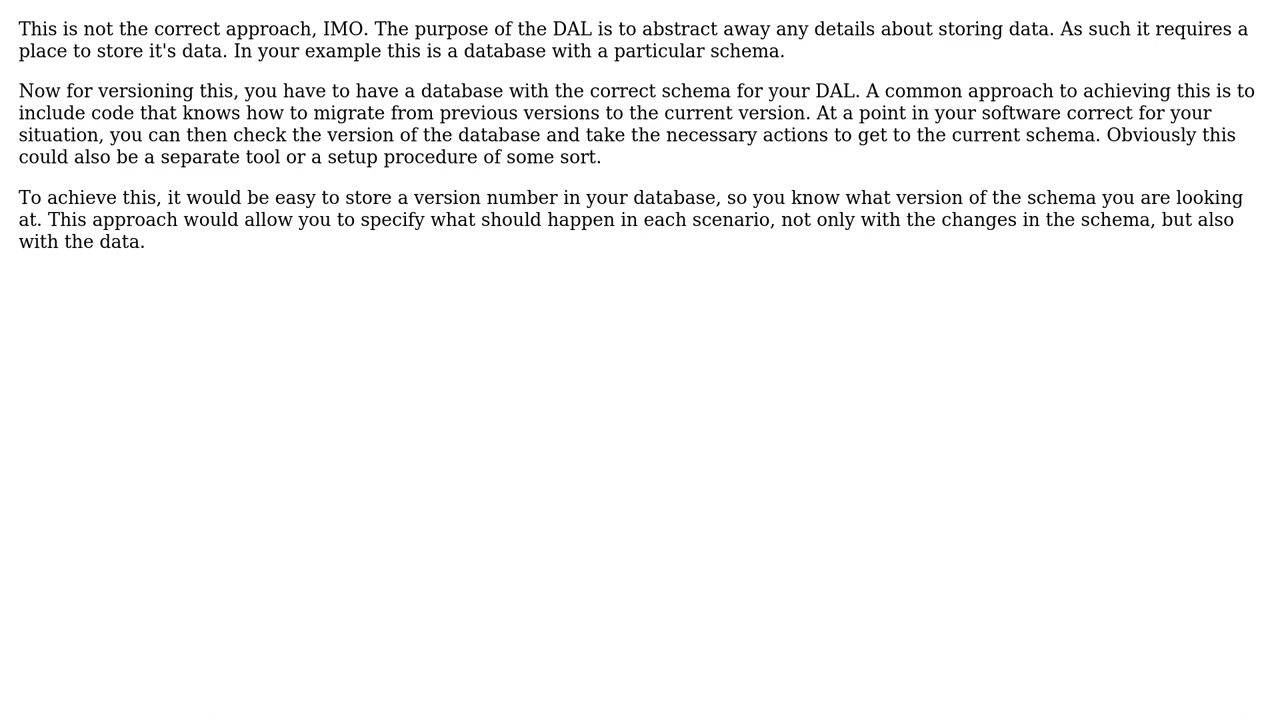 This is not the correct approach, IMO. The purpose of the DAL is to abstract away any details about storing data. As such it requires a
place to store it's data. In your example this is a database with a particular schema.
Now for versioning this, you have to have a database with the correct schema for your DAL. A common approach to achieving this is to
include code that knows how to migrate from previous versions to the current version. At a point in your software correct for your
situation, you can then check the version of the database and take the necessary actions to get to the current schema. Obviously this
could also be a separate tool or a setup procedure of some sort.
To achieve this, it would be easy to store a version number in your database, so you know what version of the schema you are looking
at. This approach would allow you to specify what should happen in each scenario, not only with the changes in the schema, but also
with the data.